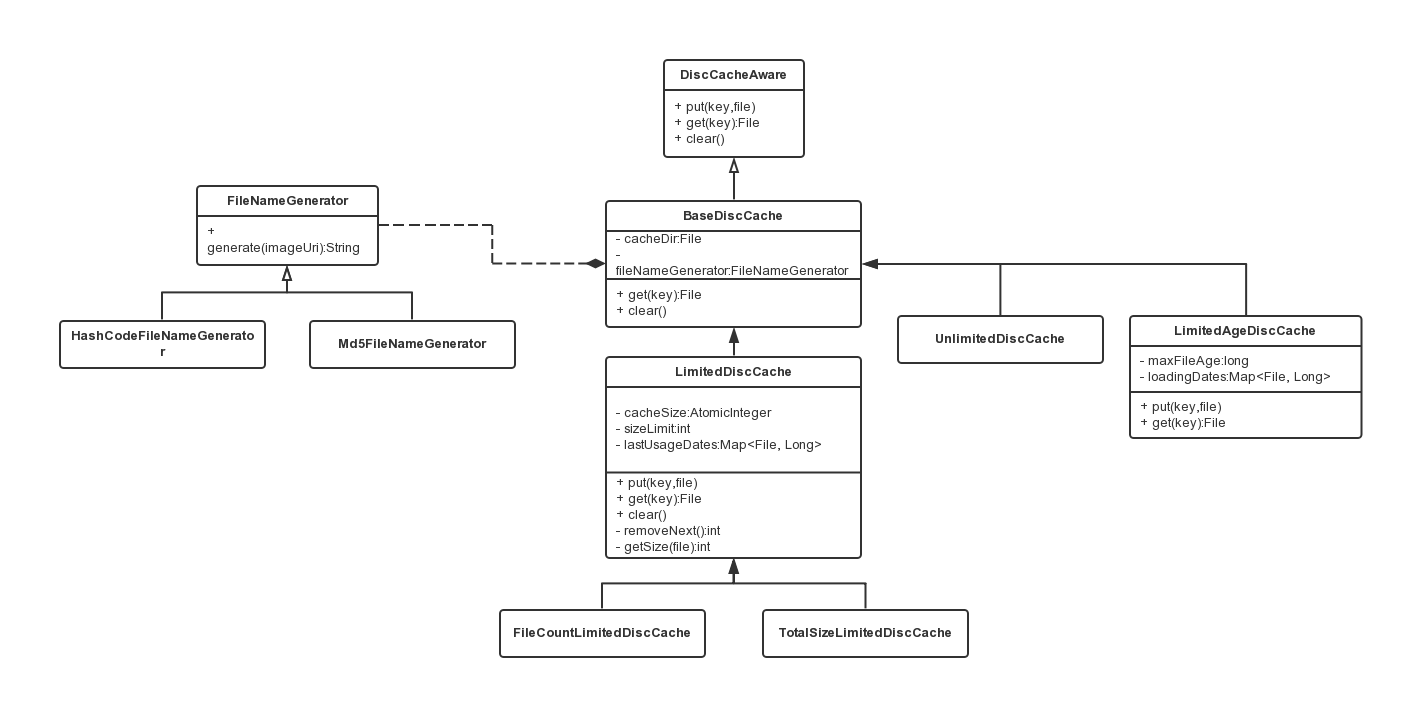 DiscCacheAware
+ put(key,file)
+ get(key):File
+ clear()
FileNameGenerator
+
generate(imageUri):String
BaseDiscCache
- cacheDir:File
-
fileNameGenerator:FileNameGenerator
+ get(key):File
+ clear()
HashCodeFileNameGenerato
r
Md5FileNameGenerator
UnlimitedDiscCache
LimitedAgeDiscCache
- maxFileAge:long
- loadingDates:Map<File, Long>
+ put(key,file)
+ get(key):File
LimitedDiscCache
- cacheSize:AtomicInteger
- sizeLimit:int
- lastUsageDates:Map<File, Long>
+ put(key,file)
+ get(key):File
+ clear()
- removeNext():int
- getSize(file):int
FileCountLimitedDiscCache
TotalSizeLimitedDiscCache